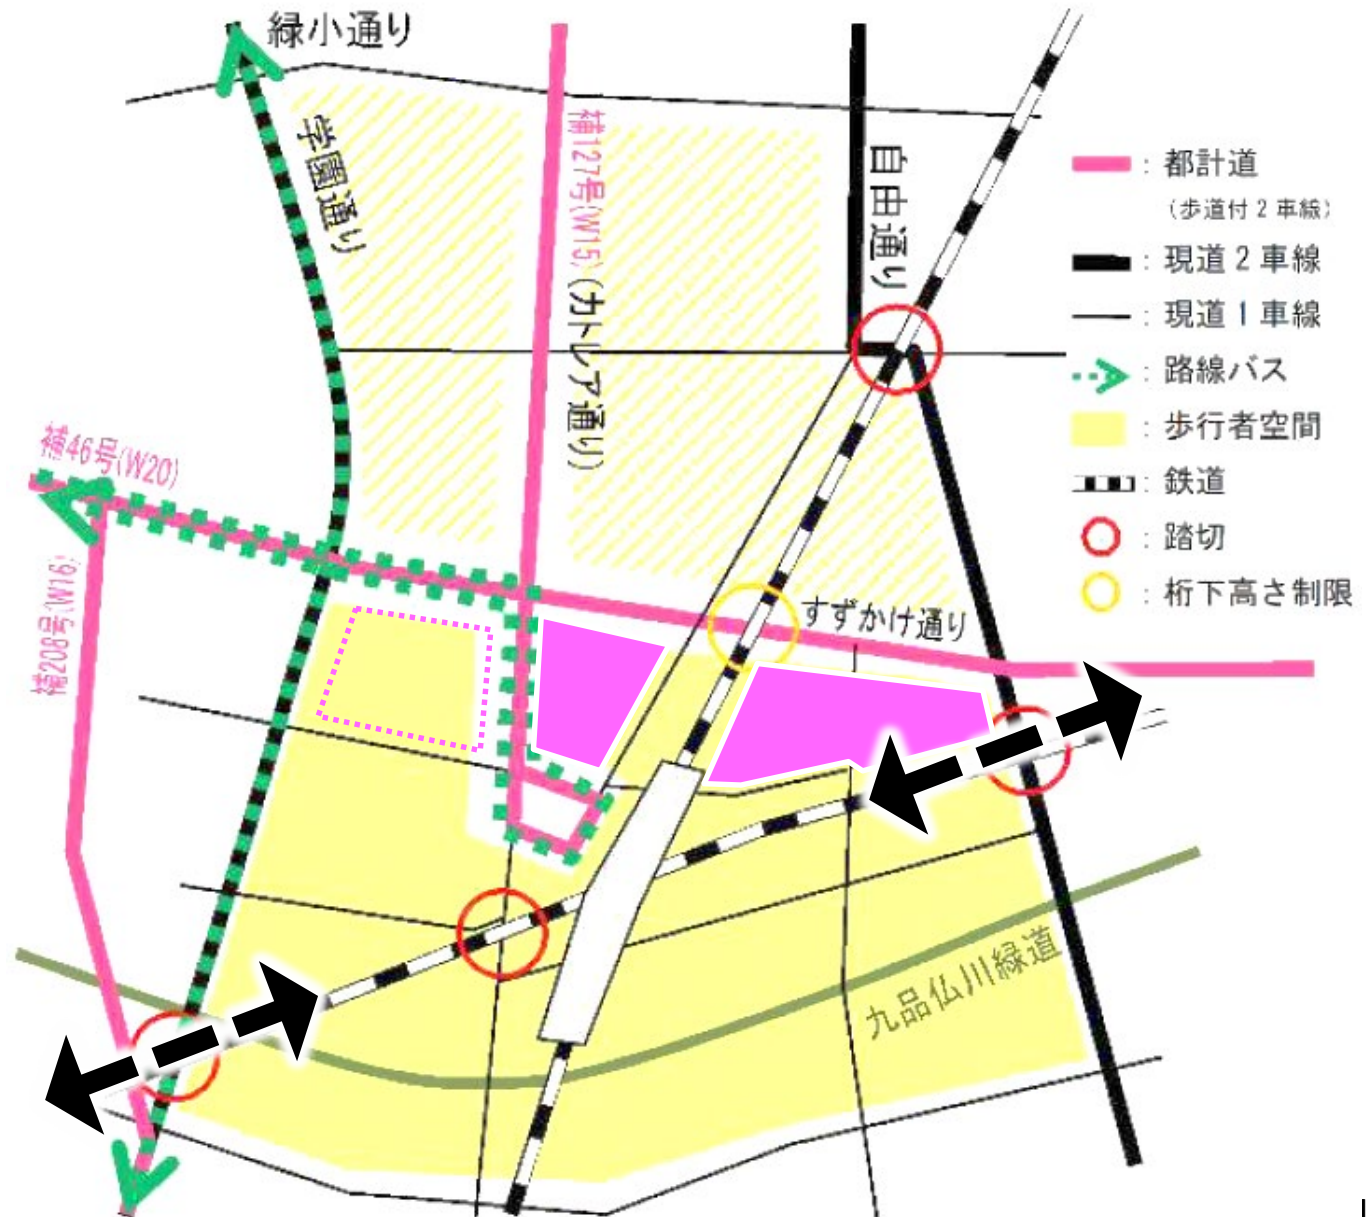 緑小通り
学園通り
補127号(W15)(カトレア通り)
自由通り
: 都計道
(歩道付2車線)
: 現道2車線
: 現道1車線
: 路線バス
: 歩行者空間
: 鉄道
: 踏切
: 桁下高さ制限
補46号(W20)
補208号(W16)
すずかけ通り
九品仏川緑道